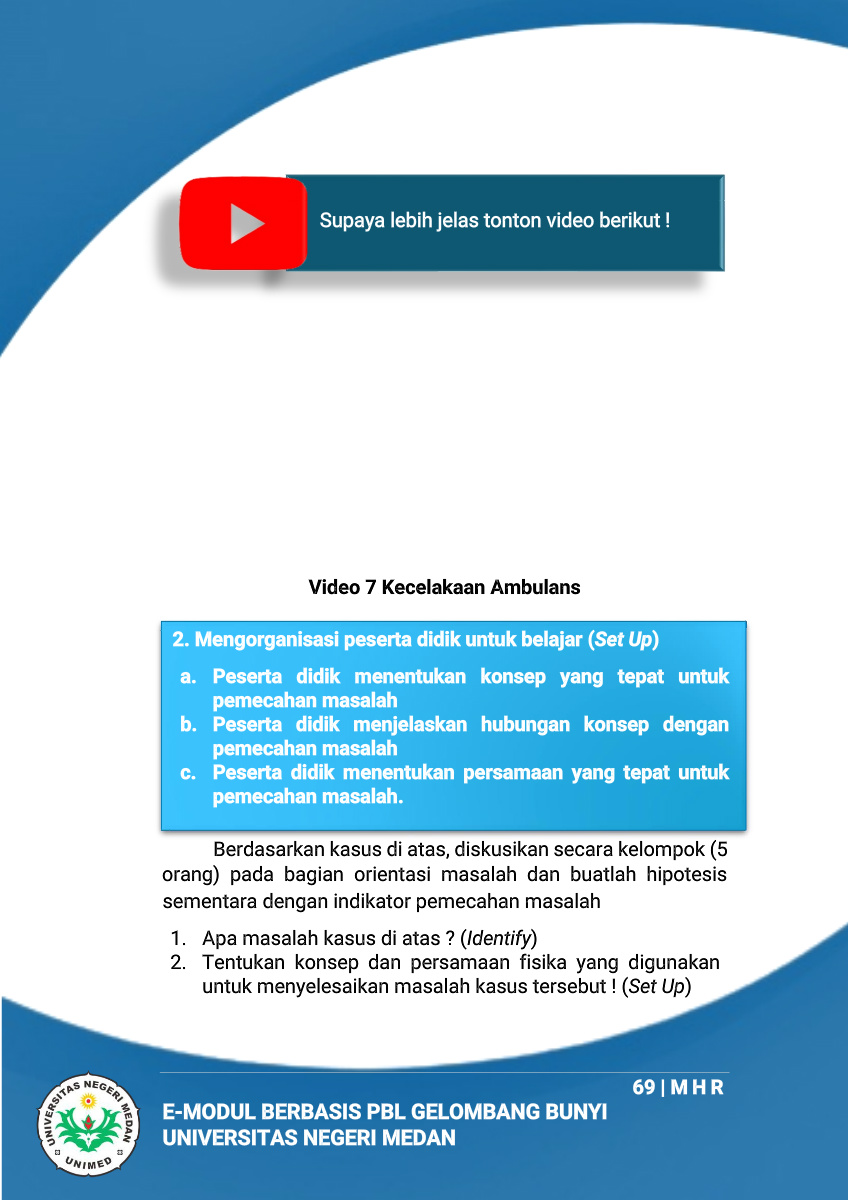 Supaya lebih jelas tonton video berikut !
Video 7 Kecelakaan Ambulans
2. Mengorganisasi peserta didik untuk belajar (Set Up)
a. Peserta didik menentukan konsep yang tepat untuk
pemecahan masalah
b. Peserta didik menjelaskan hubungan konsep dengan
pemecahan masalah
c. Peserta didik menentukan persamaan yang tepat untuk
pemecahan masalah.
Berdasarkan kasus di atas, diskusikan secara kelompok (5
orang) pada bagian orientasi masalah dan buatlah hipotesis
sementara dengan indikator pemecahan masalah
1. Apa masalah kasus di atas ? (Identify)
2. Tentukan konsep dan persamaan fisika yang digunakan
untuk menyelesaikan masalah kasus tersebut ! (Set Up)
69 | M H R
E-MODUL BERBASIS PBL GELOMBANG BUNYI
UNIVERSITAS NEGERI MEDAN
UNIVERSITAS NEGERI MEDAN
UNIMED